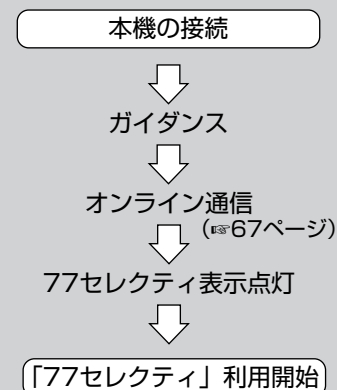 本機の接続
ガイダンス
オンライン通信
（☞67ページ）
77セレクティ表示点灯
「77セレクティ」利用開始